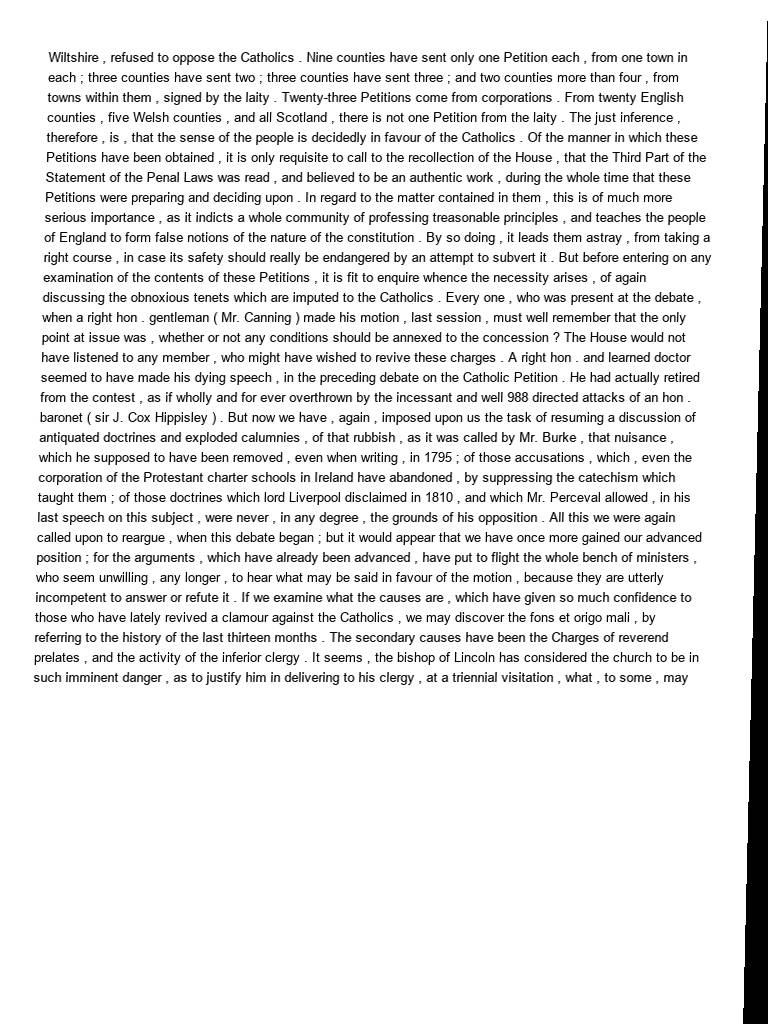 Wiltshire , refused to oppose the Catholics . Nine counties have sent only one Petition each , from one town in
each ; three counties have sent two ; three counties have sent three ; and two counties more than four , from
towns within them , signed by the laity . Twenty-three Petitions come from corporations . From twenty English
counties , five Welsh counties , and all Scotland , there is not one Petition from the laity . The just inference ,
therefore , is , that the sense of the people is decidedly in favour of the Catholics . Of the manner in which these
Petitions have been obtained , it is only requisite to call to the recollection of the House , that the Third Part of the
Statement of the Penal Laws was read , and believed to be an authentic work , during the whole time that these
Petitions were preparing and deciding upon . In regard to the matter contained in them , this is of much more
serious importance , as it indicts a whole community of professing treasonable principles , and teaches the people
of England to form false notions of the nature of the constitution . By so doing , it leads them astray , from taking a
right course , in case its safety should really be endangered by an attempt to subvert it . But before entering on any
examination of the contents of these Petitions , it is fit to enquire whence the necessity arises , of again
discussing the obnoxious tenets which are imputed to the Catholics . Every one , who was present at the debate ,
when a right hon . gentleman ( Mr. Canning ) made his motion , last session , must well remember that the only
point at issue was , whether or not any conditions should be annexed to the concession ? The House would not
have listened to any member , who might have wished to revive these charges . A right hon . and learned doctor
seemed to have made his dying speech , in the preceding debate on the Catholic Petition . He had actually retired
from the contest , as if wholly and for ever overthrown by the incessant and well 988 directed attacks of an hon .
baronet ( sir J. Cox Hippisley ) . But now we have , again , imposed upon us the task of resuming a discussion of
antiquated doctrines and exploded calumnies , of that rubbish , as it was called by Mr. Burke , that nuisance ,
which he supposed to have been removed , even when writing , in 1795 ; of those accusations , which , even the
corporation of the Protestant charter schools in Ireland have abandoned , by suppressing the catechism which
taught them ; of those doctrines which lord Liverpool disclaimed in 1810 , and which Mr. Perceval allowed , in his
last speech on this subject , were never , in any degree , the grounds of his opposition . All this we were again
called upon to reargue , when this debate began ; but it would appear that we have once more gained our advanced
position ; for the arguments , which have already been advanced , have put to flight the whole bench of ministers ,
who seem unwilling , any longer , to hear what may be said in favour of the motion , because they are utterly
incompetent to answer or refute it . If we examine what the causes are , which have given so much confidence to
those who have lately revived a clamour against the Catholics , we may discover the fons et origo mali , by
referring to the history of the last thirteen months . The secondary causes have been the Charges of reverend
prelates , and the activity of the inferior clergy . It seems , the bishop of Lincoln has considered the church to be in
such imminent danger , as to justify him in delivering to his clergy , at a triennial visitation , what , to some , may